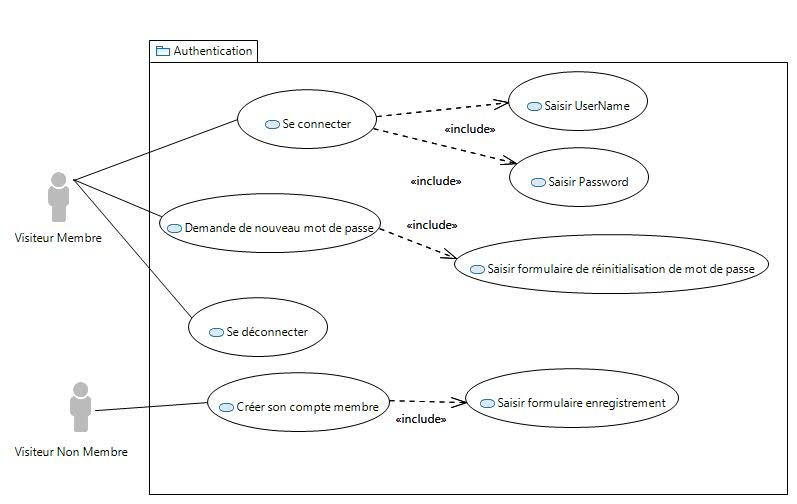 Authentication
Se connecter
Saisir UserName
«include»
Saisir Password
«include»
Visiteur Membre
Demande de nouveau mot de passe
«include»
Saisir formulaire de réinitialisation de mot de passe
Se déconnecter
Créer son compte membre
Saisir formulaire enregistrement
«include»
Visiteur Non Membre